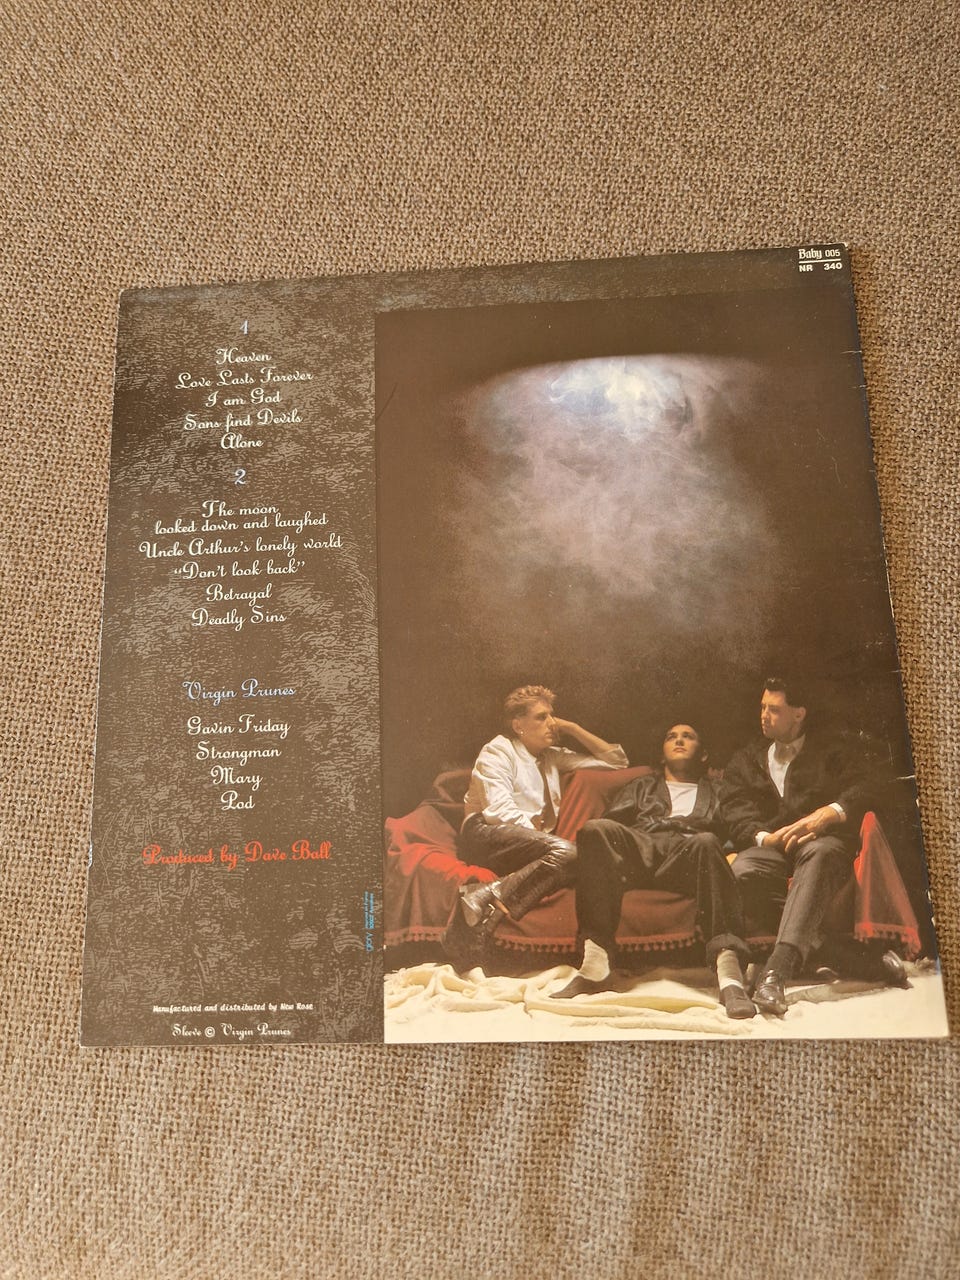 Baby 005
NR 340
1
Heaven
Love Lasts Forever
I am God
Sons find Devils
Alone
2
The moon
looked down and laughed
Uncle Arthur's lonely world
"Don't look back"
Betrayal
Deadly Sins
Virgin Prunes
Gavin Friday
Strongman
Mary
Pod
Produced by Dave Ball
Manufactured and distributed by New Rose
Sleeve © Virgin Prunes